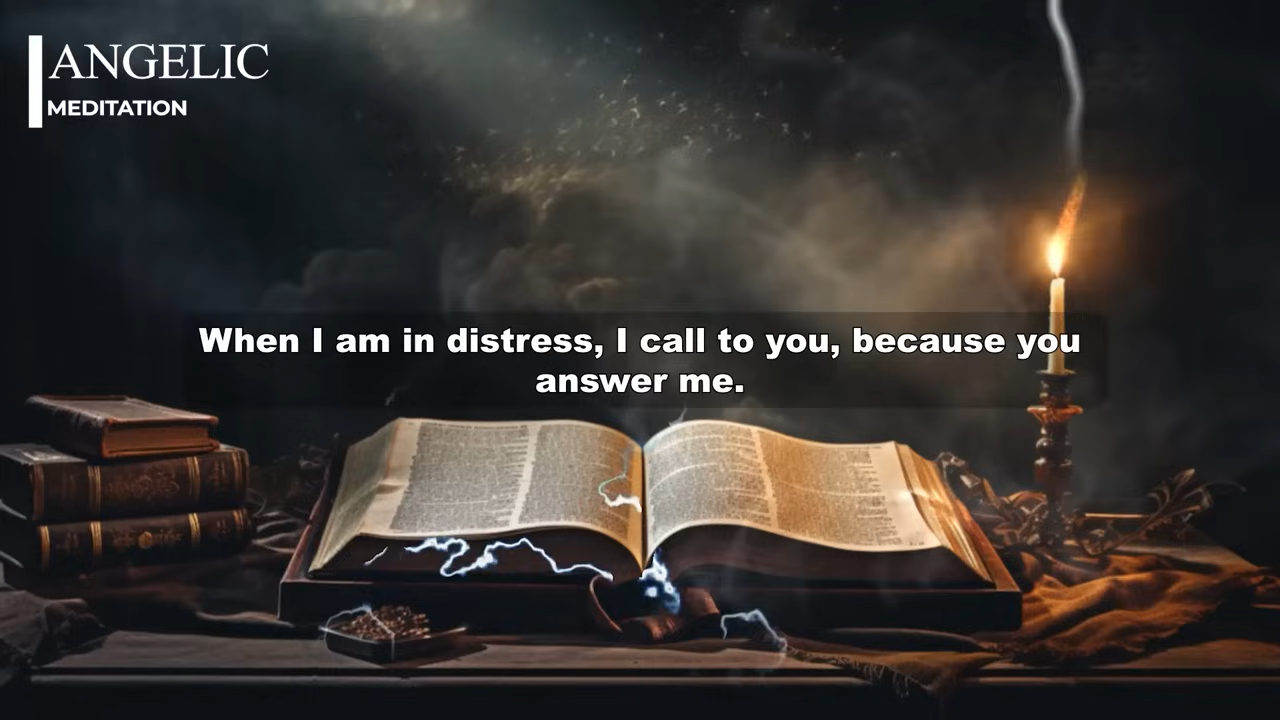 ANGELIC
MEDITATION
When I am in distress, I call to you, because you
answer me.